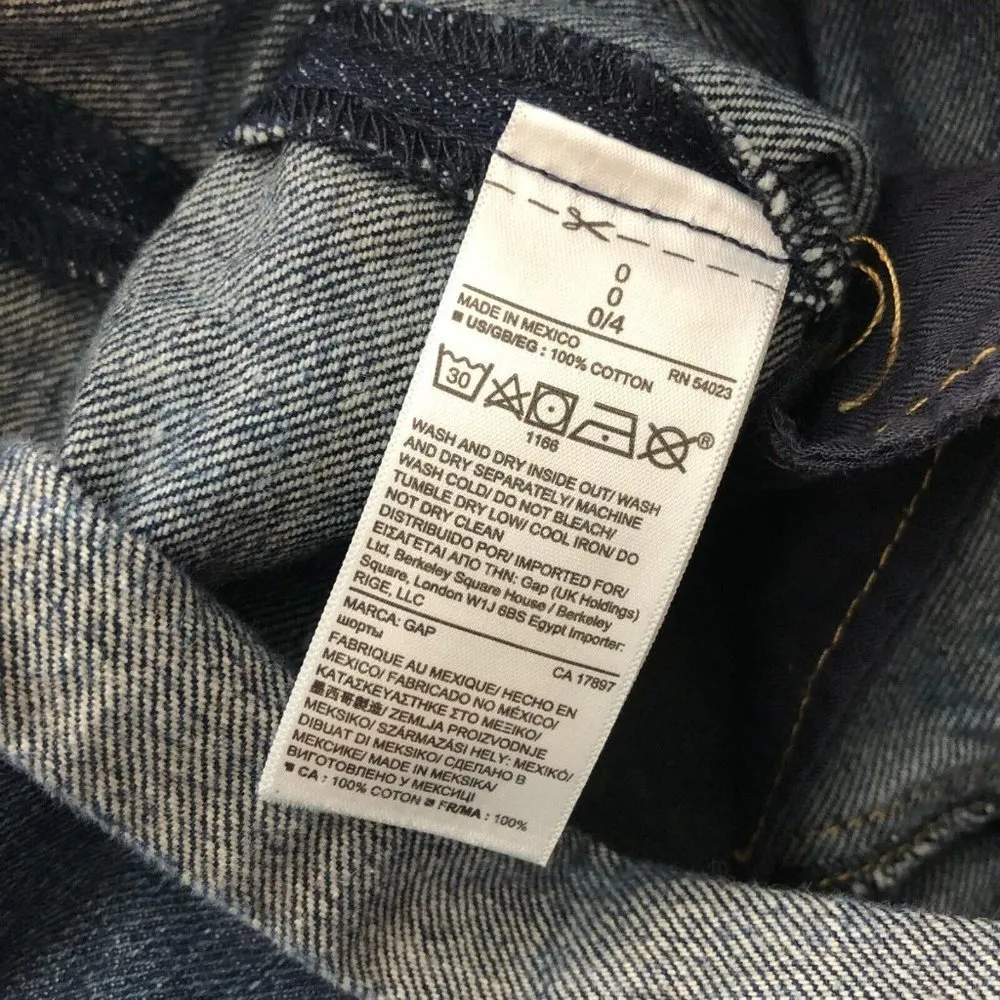 0
0
0/4
MADE IN MEXICO RN 54023
US/GB/EG : 100% COTTON
30
1166
®
WASH AND DRY INSIDE OUT/ WASH
AND DRY SEPARATELY/ MACHINE
WASH COLD/ DO NOT BLEACH/
TUMBLE DRY LOW/ COOL IRON/ DO
NOT DRY CLEAN
DISTRIBUIDO POR/ IMPORTED FOR/
ΕΙΣΑΓΕΤΑΙ ΑΠΟ ΤΗΝ: Gap (UK Holdings)
Ltd. Berkeley Square House / Berkeley
Square, London W1J 6BS Egypt Importer:
RIGE, LLC
MARCA: GAP CA 17897
шорты
FABRIQUE AU MEXIQUE/ HECHO EN
MEXICO/ FABRICADO NO MÉXICO/
ΚΑΤΑΣΚΕΥΑΣΤΗΚΕ ΣΤΟ ΜΕΞΙΚΟ/
墨西哥製造/ ZEMLJA PROIZVODNJE
MEKSIKO/ SZÁRMAZÁSI HELY: MEXIKÓ/
DIBUAT DI MEKSIKO/ СДЕЛАНО В
МЕКСИКЕ/ MADE IN MEKSIKA/
ВИГОТОВЛЕНО У МЕКСИЦІ
CA : 100% COTON FR/MA : 100%